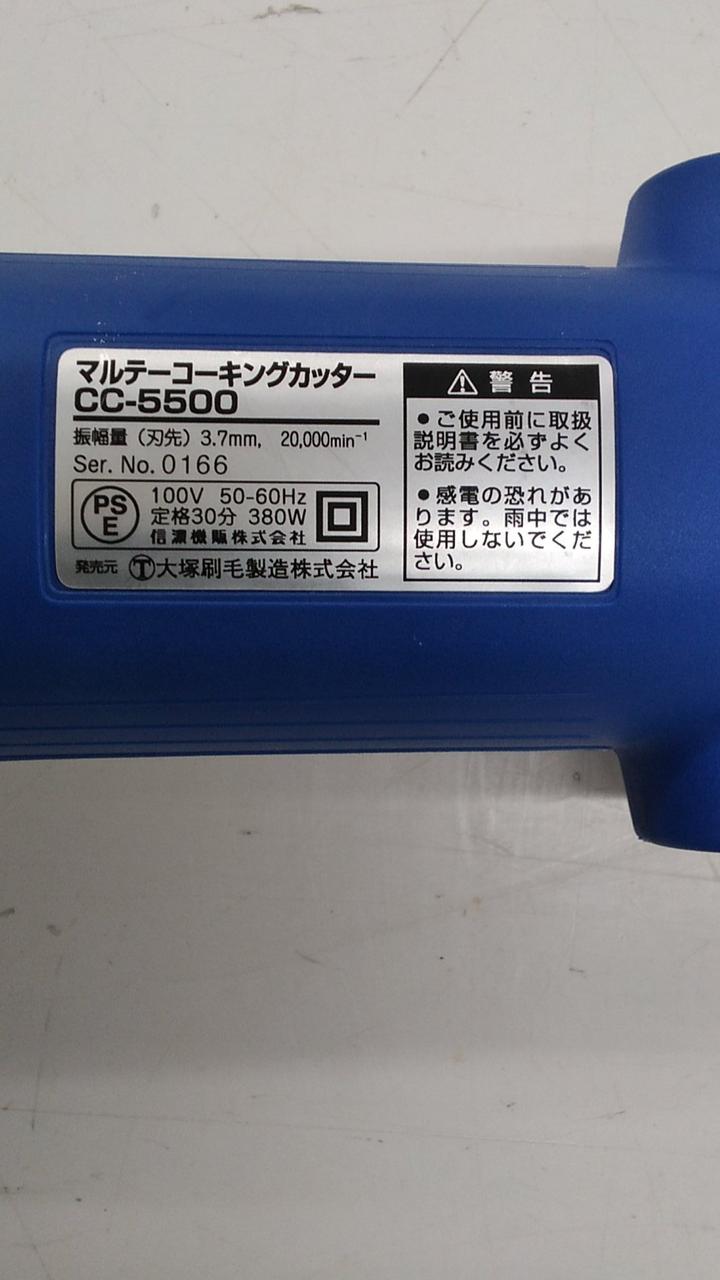 マルテーコーキングカッター
CC-5500
振幅量（刃先）3.7mm, 20,000min⁻¹
Ser. No. 0166
PS
E
100V 50-60Hz
定格30分 380W
信濃機販株式会社
発売元 Ⓣ大塚刷毛製造株式会社
⚠ 警告
●ご使用前に取扱
説明書を必ずよく
お読みください。
●感電の恐れがあ
ります。雨中では
使用しないでくだ
さい。